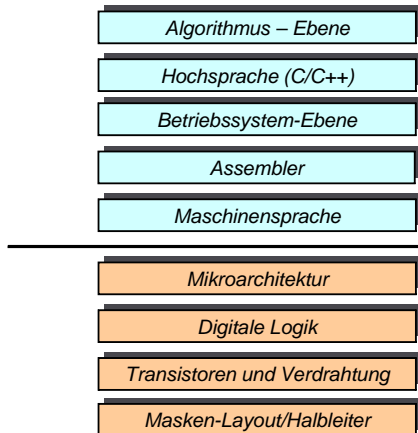 Algorithmus – Ebene
Hochsprache (C/C++)
Betriebssystem-Ebene
Assembler
Maschinensprache
Mikroarchitektur
Digitale Logik
Transistoren und Verdrahtung
Masken-Layout/Halbleiter